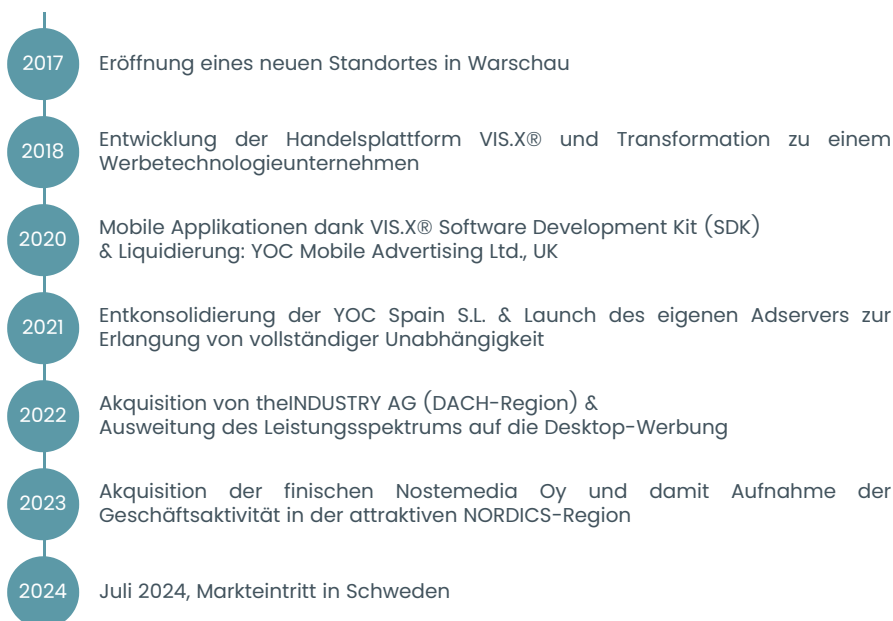 2017
Eröffnung eines neuen Standortes in Warschau
2018
Entwicklung der Handelsplattform VIS.X® und Transformation zu einem
Werbetechnologieunternehmen
2020
Mobile Applikationen dank VIS.X® Software Development Kit (SDK)
& Liquidierung: YOC Mobile Advertising Ltd., UK
2021
Entkonsolidierung der YOC Spain S.L. & Launch des eigenen Adservers zur
Erlangung von vollständiger Unabhängigkeit
2022
Akquisition von theINDUSTRY AG (DACH-Region) &
Ausweitung des Leistungsspektrums auf die Desktop-Werbung
2023
Akquisition der finischen Nostemedia Oy und damit Aufnahme der
Geschäftsaktivität in der attraktiven NORDICS-Region
2024
Juli 2024, Markteintritt in Schweden